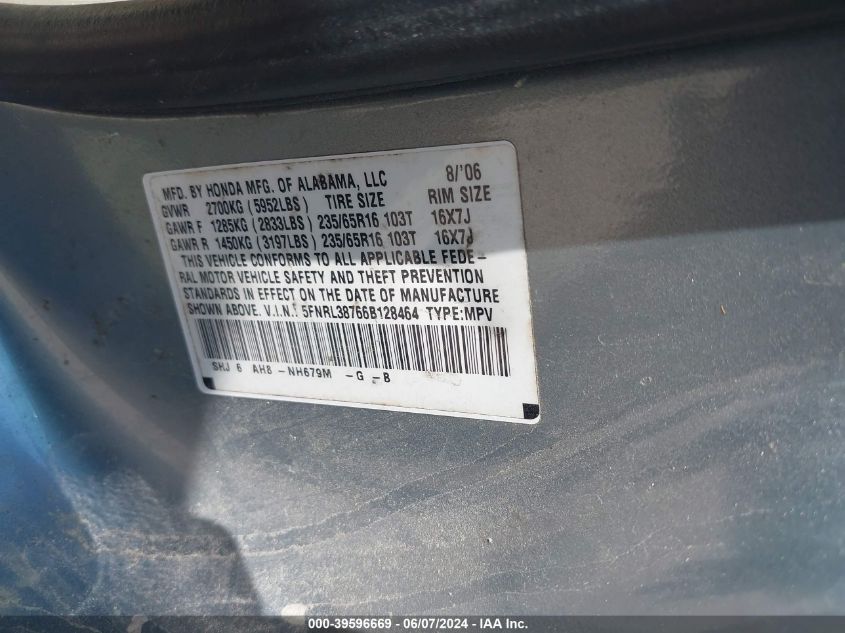 MFD. BY HONDA MFG. OF ALABAMA, LLC 8/'06
GVWR 2700KG (5952LBS) TIRE SIZE RIM SIZE
GAWR F 1285KG (2833LBS) 235/65R16 103T 16X7J
GAWR R 1450KG (3197LBS) 235/65R16 103T 16X7J
THIS VEHICLE CONFORMS TO ALL APPLICABLE FEDE-
RAL MOTOR VEHICLE SAFETY AND THEFT PREVENTION
STANDARDS IN EFFECT ON THE DATE OF MANUFACTURE
SHOWN ABOVE. V.I.N.: 5FNRL38766B128464 TYPE:MPV
SHJ 6 AH8 -NH679M -G -B
000-39596669 - 06/07/2024 - IAA Inc.